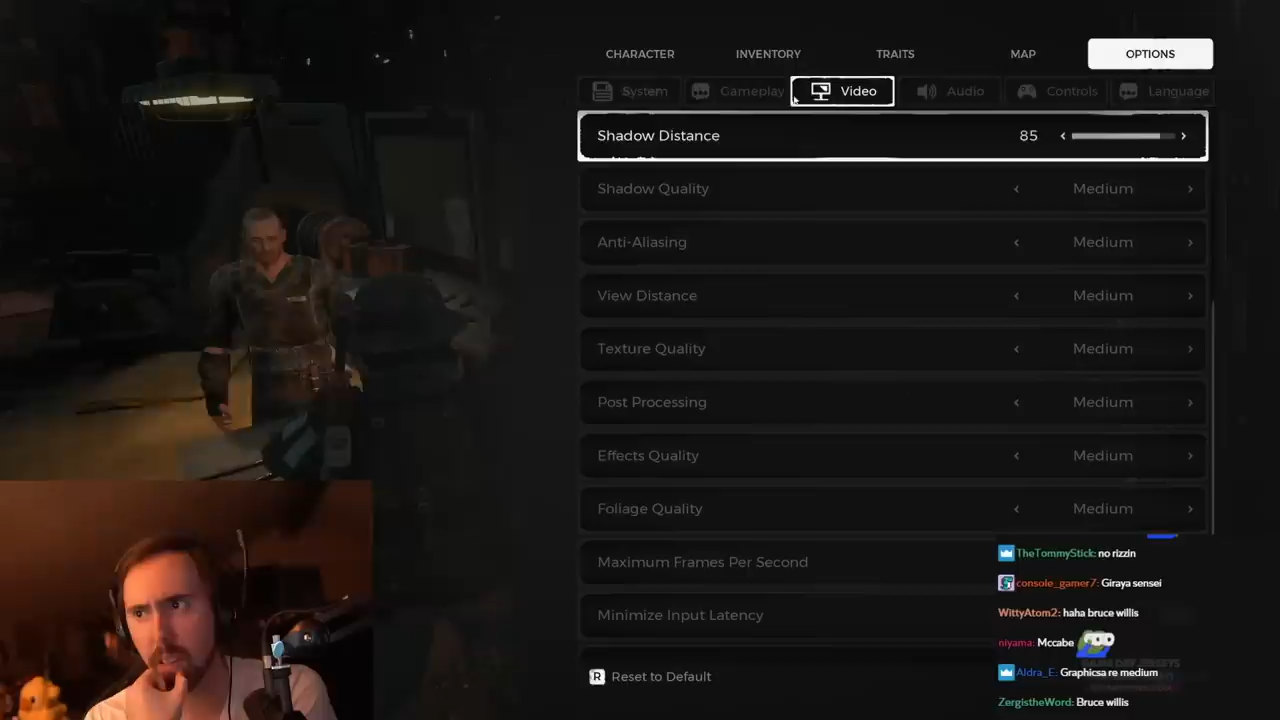 CHARACTER INVENTORY TRAITS MAP OPTIONS
System Gameplay Video Audio Controls Language
Shadow Distance 85
Shadow Quality Medium
Anti-Aliasing Medium
View Distance Medium
Texture Quality Medium
Post Processing Medium
Effects Quality Medium
Foliage Quality Medium
Maximum Frames Per Second
Minimize Input Latency
R Reset to Default
TheTommyStick: no rizzin
console_gamer7: Giraya sensei
WittyAtom2: haha bruce willis
niyama: Mccabe
Aldra_E: Graphicsa re medium
ZergistheWord: Bruce willis